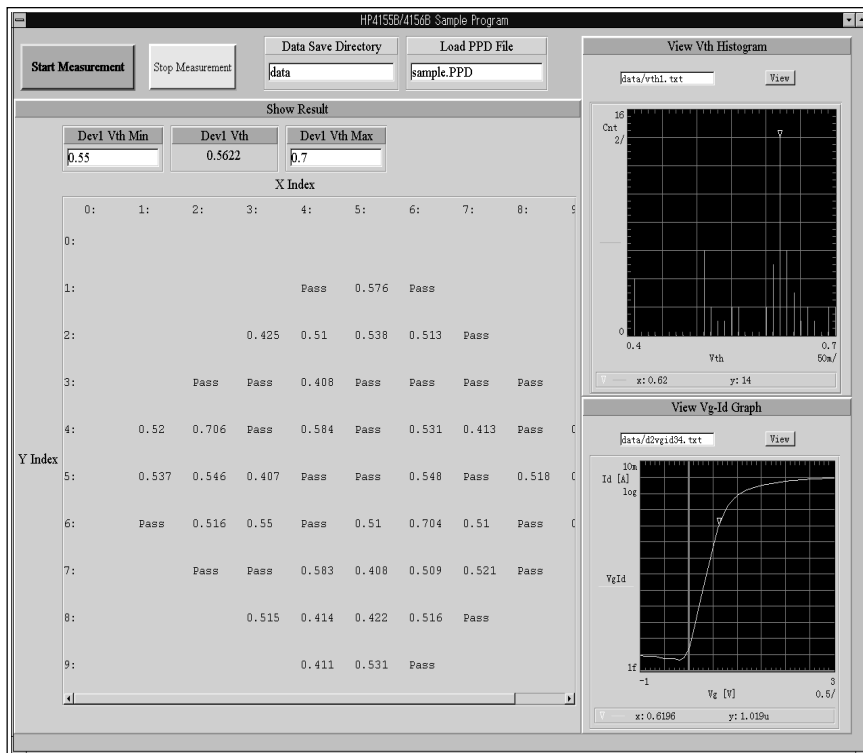 HP4155B/4156B Sample Program
Start Measurement
Stop Measurement
Data Save Directory
data
Load PPD File
sample.PPD
Show Result
Dev1 Vth Min
0.55
Dev1 Vth
0.5622
Dev1 Vth Max
0.7
X Index
0: 1: 2: 3: 4: 5: 6: 7: 8: 9
0:
1: Pass 0.576 Pass
2: 0.425 0.51 0.538 0.513 Pass
3: Pass Pass 0.408 Pass Pass Pass Pass
4: 0.52 0.706 Pass 0.584 Pass 0.531 0.413 Pass
Y Index
5: 0.537 0.546 0.407 Pass Pass 0.548 Pass 0.518
6: Pass 0.516 0.55 Pass 0.51 0.704 0.51 Pass
7: Pass Pass 0.583 0.408 0.509 0.521 Pass
8: 0.515 0.414 0.422 0.516 Pass
9: 0.411 0.531 Pass
View Vth Histogram
data/vth1.txt
View
16
Cnt
2/
0
0.4 0.7
Vth 50m/
x: 0.62 y: 14
View Vg-Id Graph
data/d2vgid34.txt
View
10m
Id [A]
log
VgId
1f
-1 3
Vg [V] 0.5/
x: 0.6196 y: 1.019u